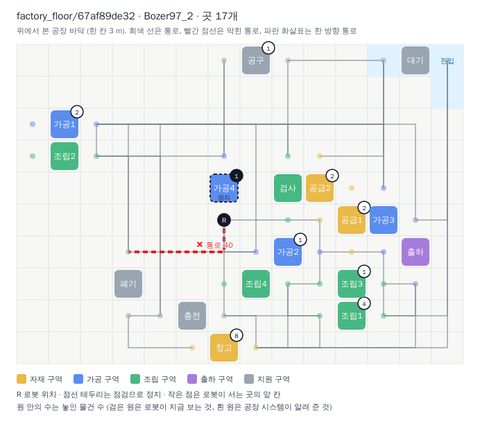 factory_floor/67af89de32 · Bozer97_2 · 곳 17개
위에서 본 공장 바닥 (한 칸 3 m). 회색 선은 통로, 빨간 점선은 막힌 통로, 파란 화살표는 한 방향 통로
공구 1
대기
진입
가공1 2
조립2
가공4 1
정지
검사
공급2 2
공급1 2
가공3
R
통로 40
가공2 1
출하
폐기
조립4
조립3 1
충전
조립1 4
창고 8
자재 구역
가공 구역
조립 구역
출하 구역
지원 구역
R 로봇 위치 · 점선 테두리는 점검으로 정지 · 작은 점은 로봇이 서는 곳의 앞 칸
원 안의 수는 놓인 물건 수 (검은 원은 로봇이 지금 보는 것, 흰 원은 공장 시스템이 알려 준 것)